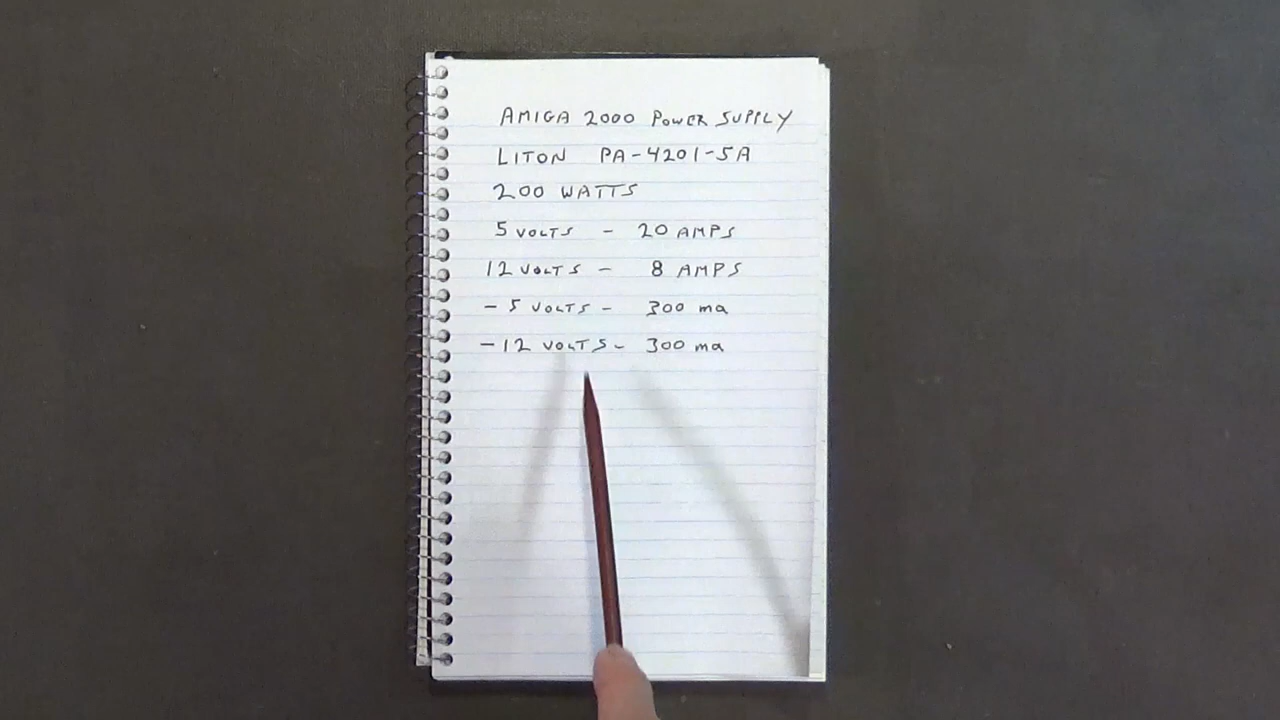 AMIGA 2000 POWER SUPPLY
LITON PA-4201-5A
200 WATTS
5 VOLTS - 20 AMPS
12 VOLTS - 8 AMPS
-5 VOLTS - 300 ma
-12 VOLTS - 300 ma